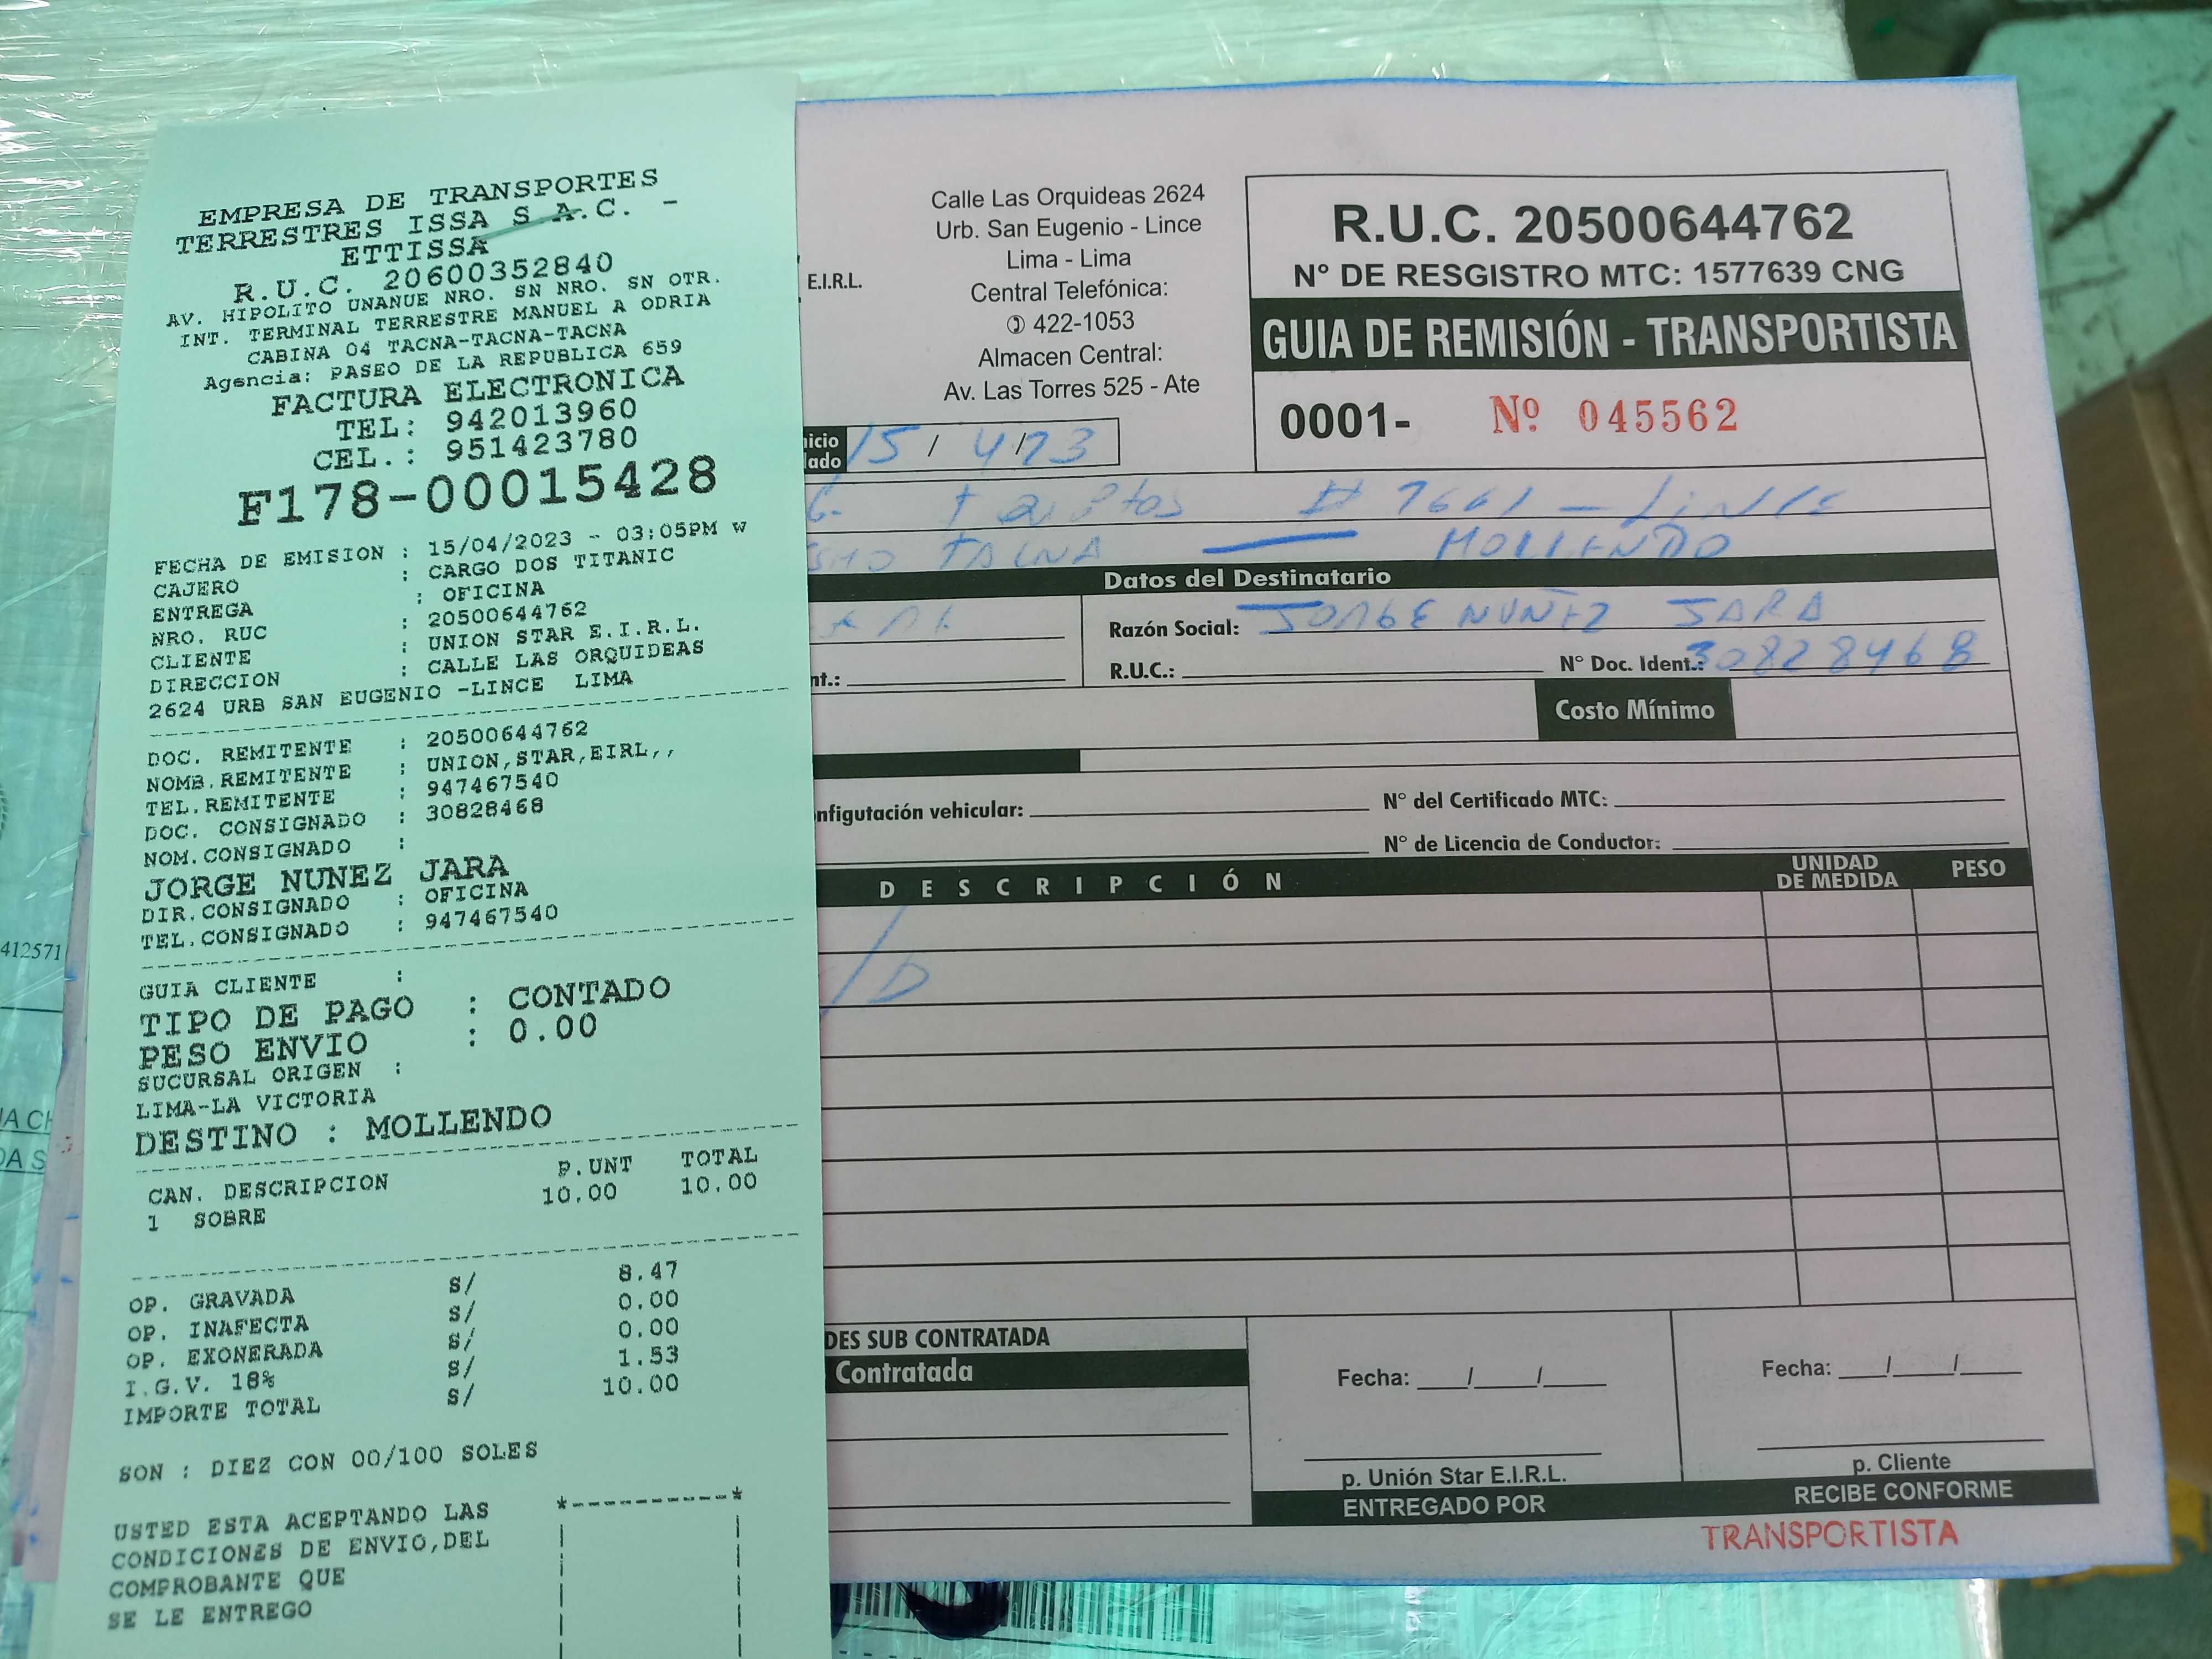 EMPRESA DE TRANSPORTES
TERRESTRES ISSA S.A.C. -
ETTISSA
R.U.C. 20600352840
AV. HIPOLITO UNANUE NRO. SN NRO. SN OTR.
INT. TERMINAL TERRESTRE MANUEL A ODRIA
CABINA 04 TACNA-TACNA-TACNA
Agencia: PASEO DE LA REPUBLICA 659
FACTURA ELECTRONICA
TEL: 942013960
CEL.: 951423780
F178-00015428
FECHA DE EMISION : 15/04/2023 - 03:05PM w
CAJERO : CARGO DOS TITANIC
ENTREGA : OFICINA
NRO. RUC : 20500644762
CLIENTE : UNION STAR E.I.R.L.
DIRECCION : CALLE LAS ORQUIDEAS
2624 URB SAN EUGENIO -LINCE LIMA
DOC. REMITENTE : 20500644762
NOMB.REMITENTE : UNION,STAR,EIRL,,
TEL.REMITENTE : 947467540
DOC. CONSIGNADO : 30828468
NOM.CONSIGNADO :
JORGE NUNEZ JARA
DIR.CONSIGNADO : OFICINA
TEL.CONSIGNADO : 947467540
GUIA CLIENTE :
TIPO DE PAGO : CONTADO
PESO ENVIO : 0.00
SUCURSAL ORIGEN :
LIMA-LA VICTORIA
DESTINO : MOLLENDO
CAN. DESCRIPCION P.UNT TOTAL
1 SOBRE 10.00 10.00
OP. GRAVADA S/ 8.47
OP. INAFECTA S/ 0.00
OP. EXONERADA S/ 0.00
I.G.V. 18% S/ 1.53
IMPORTE TOTAL S/ 10.00
SON : DIEZ CON 00/100 SOLES
USTED ESTA ACEPTANDO LAS
CONDICIONES DE ENVIO,DEL
COMPROBANTE QUE
SE LE ENTREGO
412571
E.I.R.L.
Calle Las Orquideas 2624
Urb. San Eugenio - Lince
Lima - Lima
Central Telefónica:
422-1053
Almacen Central:
Av. Las Torres 525 - Ate
R.U.C. 20500644762
N° DE RESGISTRO MTC: 1577639 CNG
GUIA DE REMISIÓN - TRANSPORTISTA
0001- Nº 045562
icio
lado
15 / 4 /
TACNA MOLLENDO
Datos del Destinatario
Razón Social: JORGE NUÑEZ JARA
nt.: R.U.C.: N° Doc. Ident.: 30828468
Costo Mínimo
nfigutación vehicular: N° del Certificado MTC:
N° de Licencia de Conductor:
DESCRIPCIÓN UNIDAD DE MEDIDA PESO
DES SUB CONTRATADA
Contratada
Fecha: / / Fecha: / /
p. Unión Star E.I.R.L. p. Cliente
ENTREGADO POR RECIBE CONFORME
TRANSPORTISTA